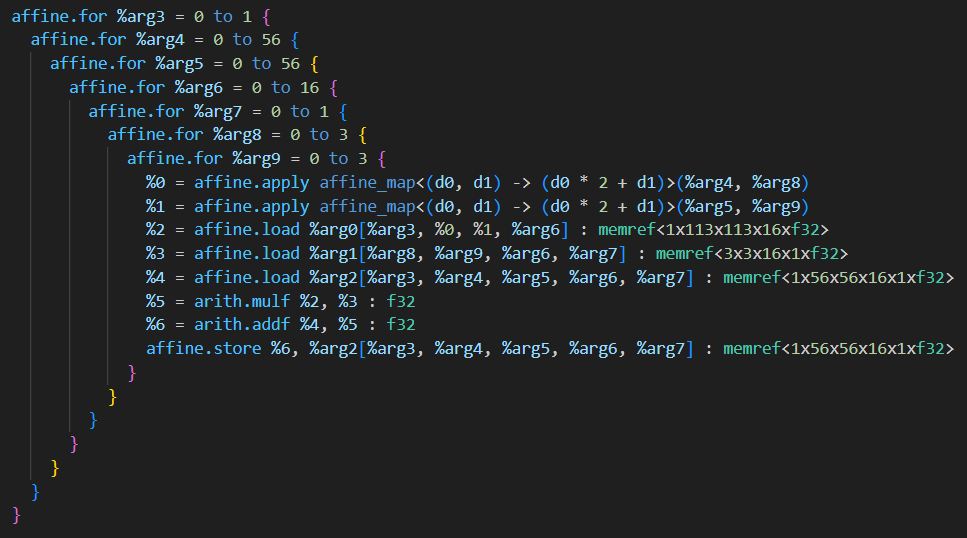 affine.for %arg3 = 0 to 1 {
  affine.for %arg4 = 0 to 56 {
    affine.for %arg5 = 0 to 56 {
      affine.for %arg6 = 0 to 16 {
        affine.for %arg7 = 0 to 1 {
          affine.for %arg8 = 0 to 3 {
            affine.for %arg9 = 0 to 3 {
              %0 = affine.apply affine_map<(d0, d1) -> (d0 * 2 + d1)>(%arg4, %arg8)
              %1 = affine.apply affine_map<(d0, d1) -> (d0 * 2 + d1)>(%arg5, %arg9)
              %2 = affine.load %arg0[%arg3, %0, %1, %arg6] : memref<1x113x113x16xf32>
              %3 = affine.load %arg1[%arg8, %arg9, %arg6, %arg7] : memref<3x3x16x1xf32>
              %4 = affine.load %arg2[%arg3, %arg4, %arg5, %arg6, %arg7] : memref<1x56x56x16x1xf32>
              %5 = arith.mulf %2, %3 : f32
              %6 = arith.addf %4, %5 : f32
              affine.store %6, %arg2[%arg3, %arg4, %arg5, %arg6, %arg7] : memref<1x56x56x16x1xf32>
            }
          }
        }
      }
    }
  }
}